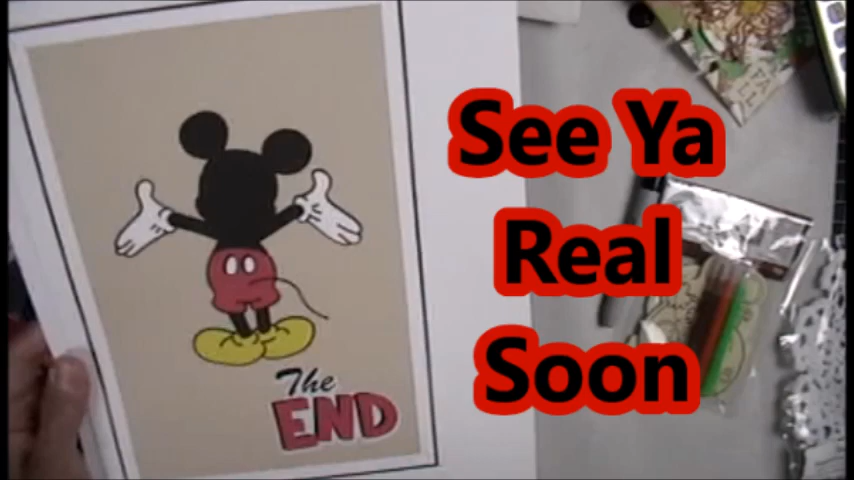 The
END
See Ya
Real
Soon